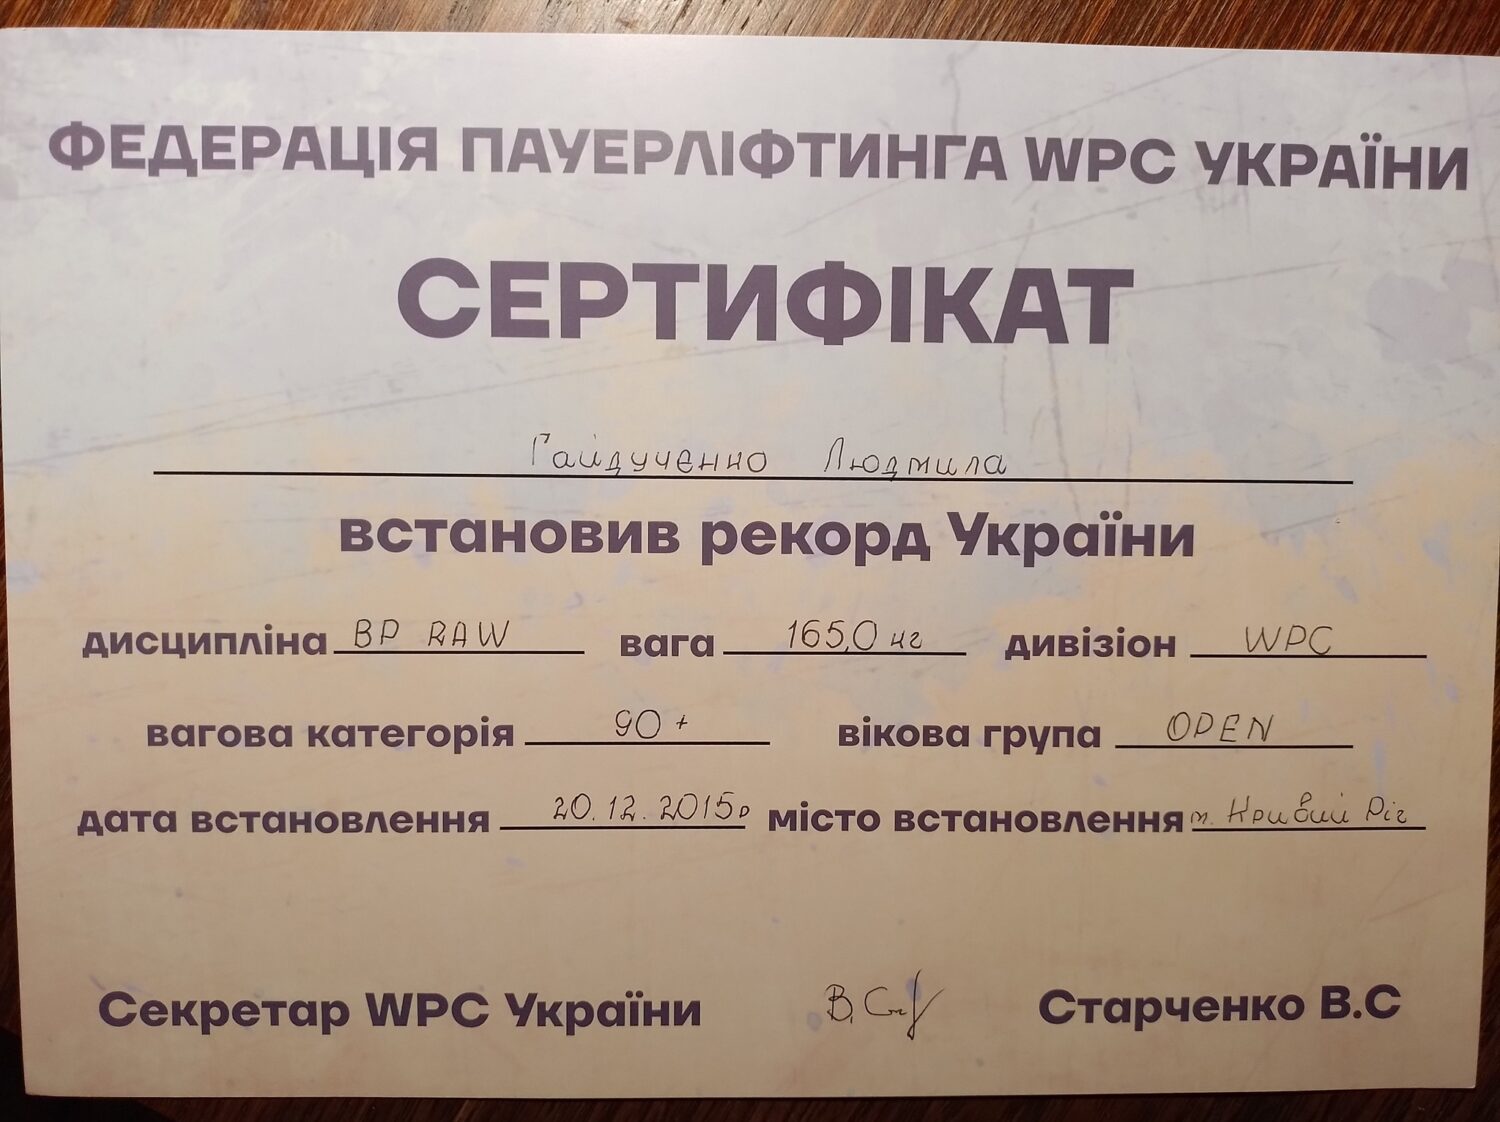 ФЕДЕРАЦІЯ ПАУЕРЛІФТИНГА WPC УКРАЇНИ
СЕРТИФІКАТ
Гайдученко Людмила
встановив рекорд України
дисципліна BP RAW вага 165,0 кг дивізіон WPC
вагова категорія 90+ вікова група OPEN
дата встановлення 20.12.2015р місто встановлення м. Кривий Ріг
Секретар WPC України В.Ст Старченко В.С